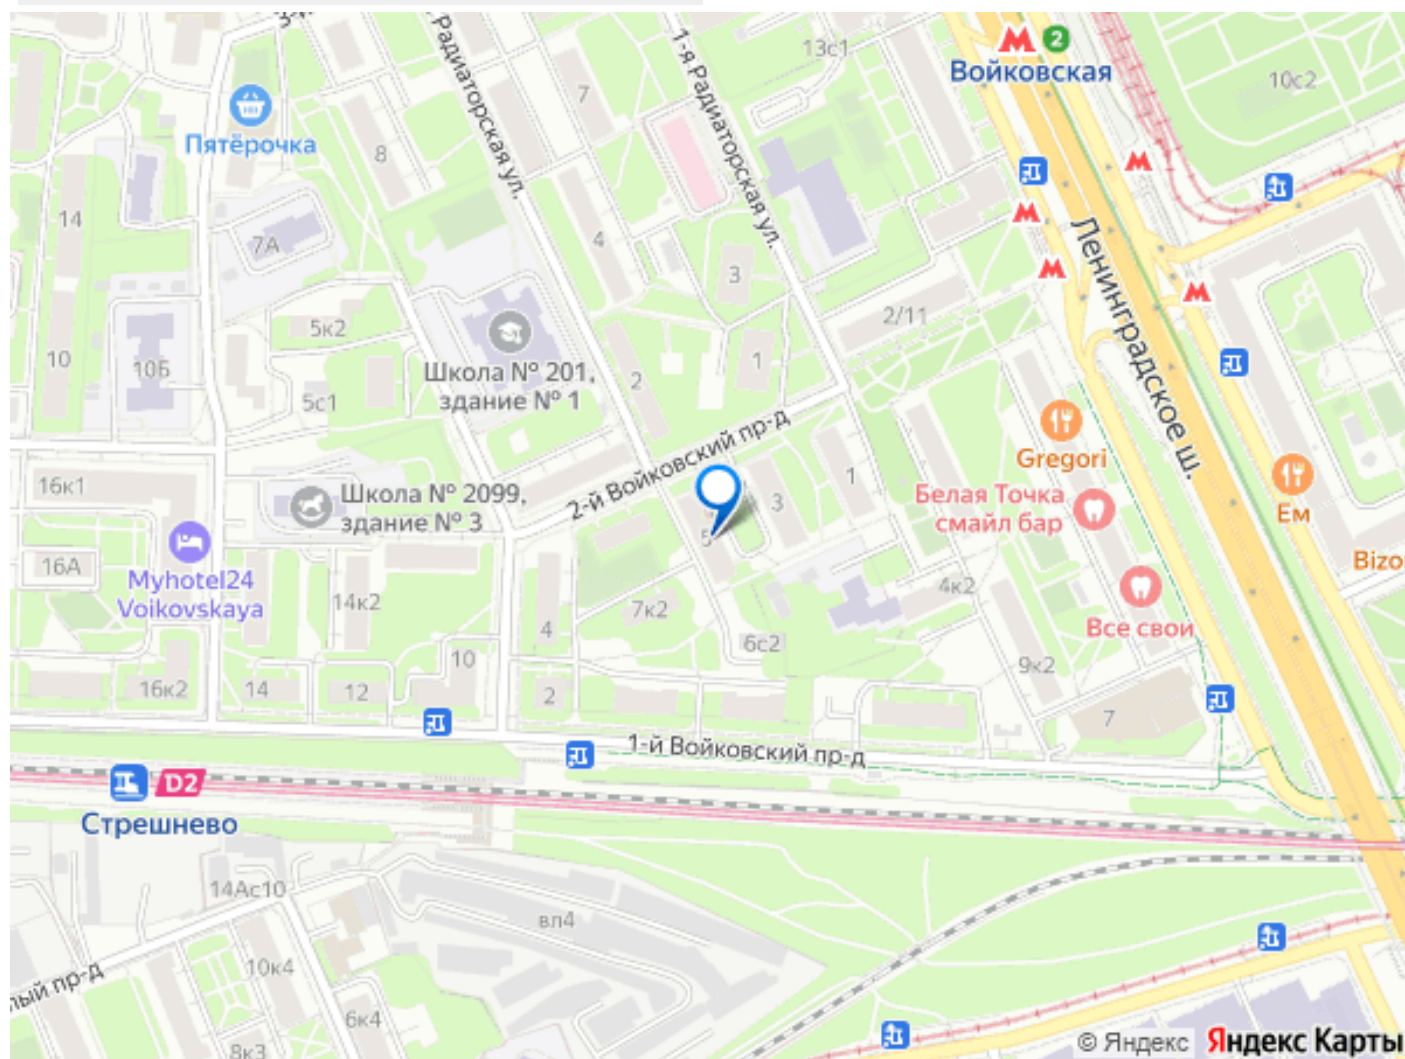 Радиаторская ул.
1-я Радиаторская ул.
13с1
2
Войковская
10с2
7
Пятёрочка
8
14
7А
4
3
Ленинградское ш.
2/11
5к2
10
10Б
Школа № 201,
здание № 1
2
1
5с1
2-й Войковский пр-д
Gregori
16к1
Школа № 2099,
здание № 3
1
3
Белая Точка
смайл бар
Ем
5
16А
Myhotel24
Voikovskaya
14к2
7к2
4к2
Bizo
Все свои
4
6с2
10
9к2
16к2
14
12
2
7
1-й Войковский пр-д
D2
Стрешнево
14Ас10
вл4
10к4
лый пр-д
6к4
8к3
© Яндекс
Яндекс Карты